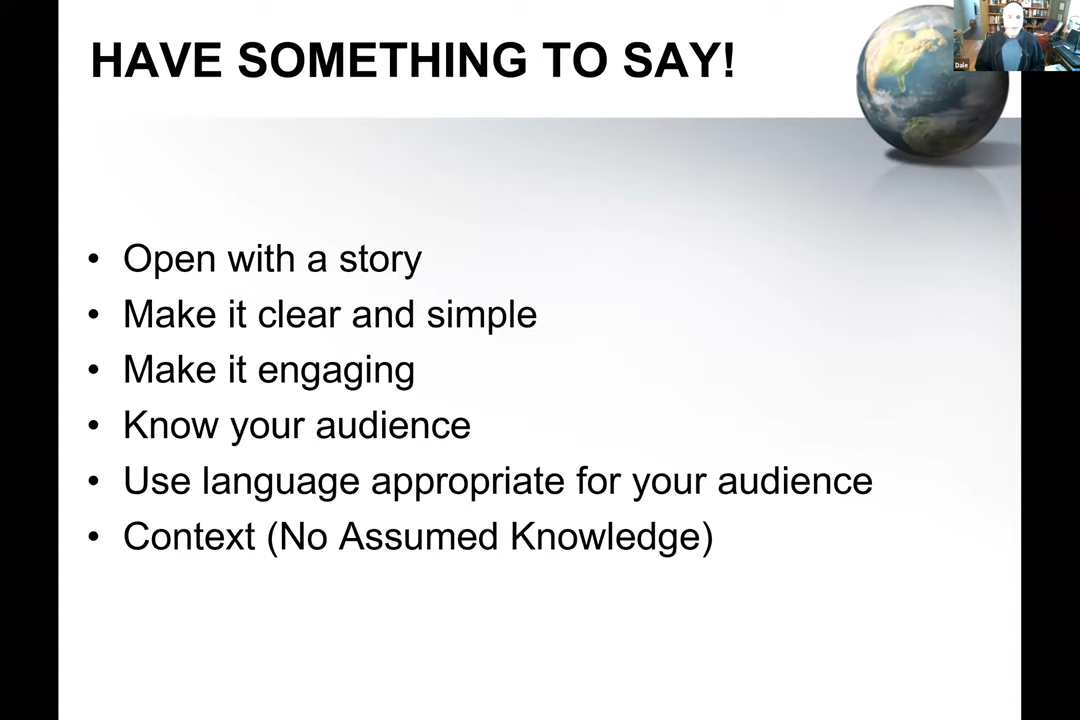 HAVE SOMETHING TO SAY!
Dale
• Open with a story
• Make it clear and simple
• Make it engaging
• Know your audience
• Use language appropriate for your audience
• Context (No Assumed Knowledge)